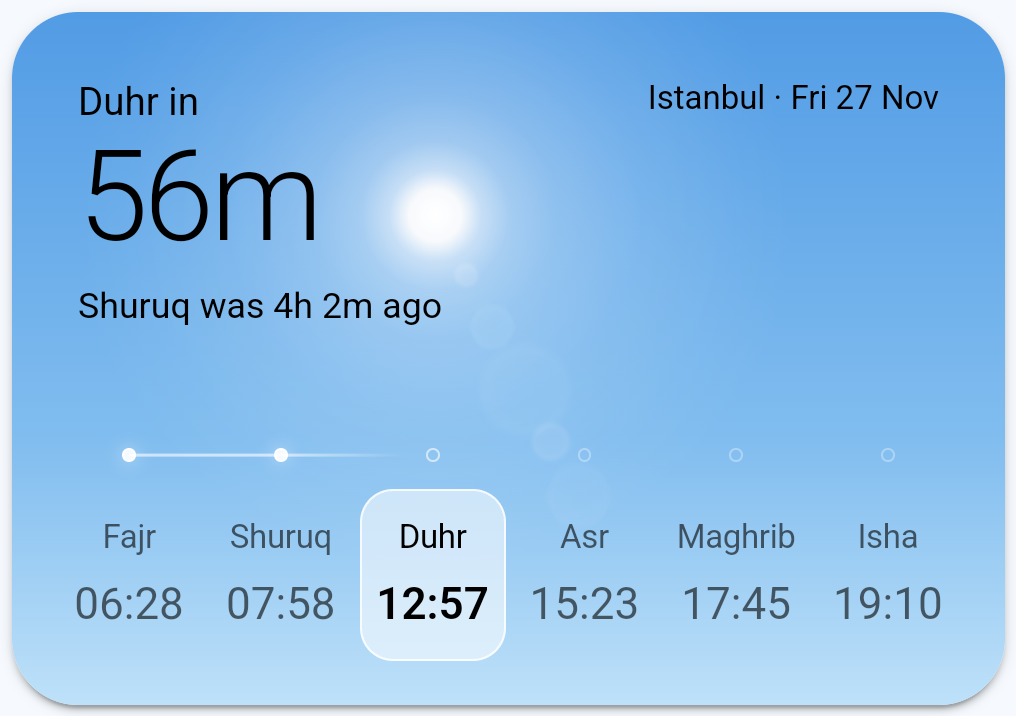 Duhr in
Istanbul · Fri 27 Nov
56m
Shuruq was 4h 2m ago
Fajr Shuruq Duhr Asr Maghrib Isha
06:28 07:58 12:57 15:23 17:45 19:10